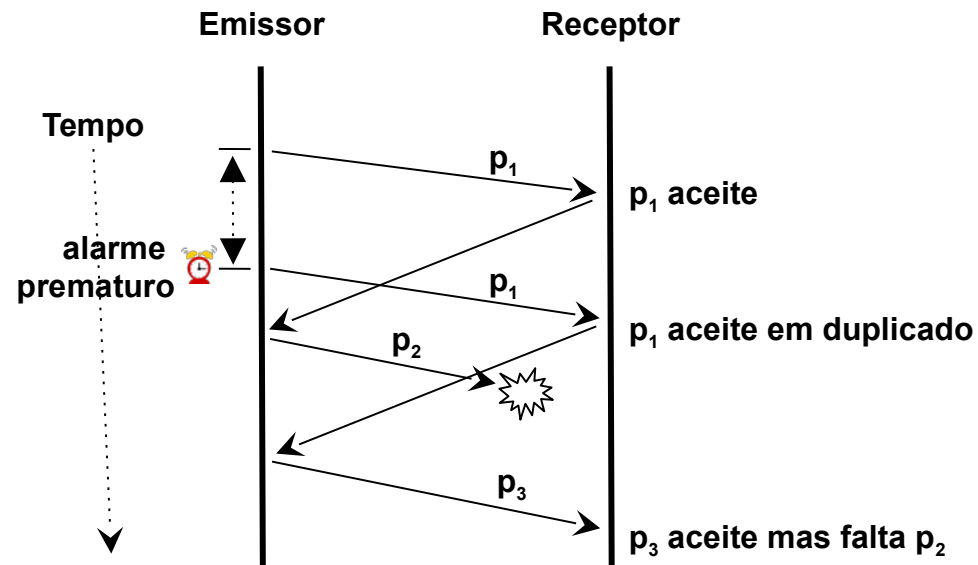 Emissor
Receptor
Tempo
p₁
p₁ aceite
alarme
prematuro
p₁
p₁ aceite em duplicado
p₂
p₃
p₃ aceite mas falta p₂